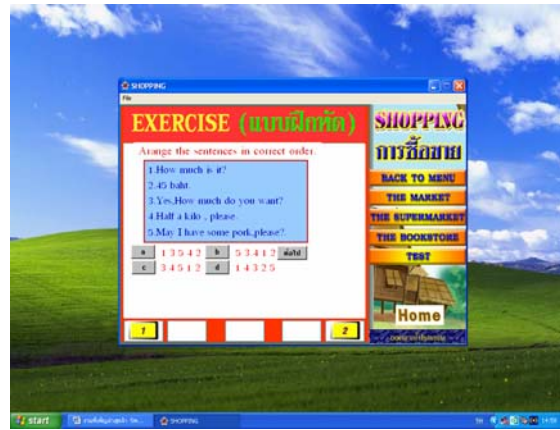 SHOPPING
File
EXERCISE (แบบฝึกหัด)
Arange the sentences in correct order.
1.How much is it?
2.45 baht.
3.Yes,How much do you want?
4.Half a kilo , please.
5.May I have some pork,please?
a 1 3 5 4 2 b 5 3 4 1 2 ต่อไป
c 3 4 5 1 2 d 1 4 3 2 5
1 2
SHOPPING
การซื้อขาย
BACK TO MENU
THE MARKET
THE SUPERMARKET
THE BOOKSTORE
TEST
Home
start
SHOPPING
TH
14:59